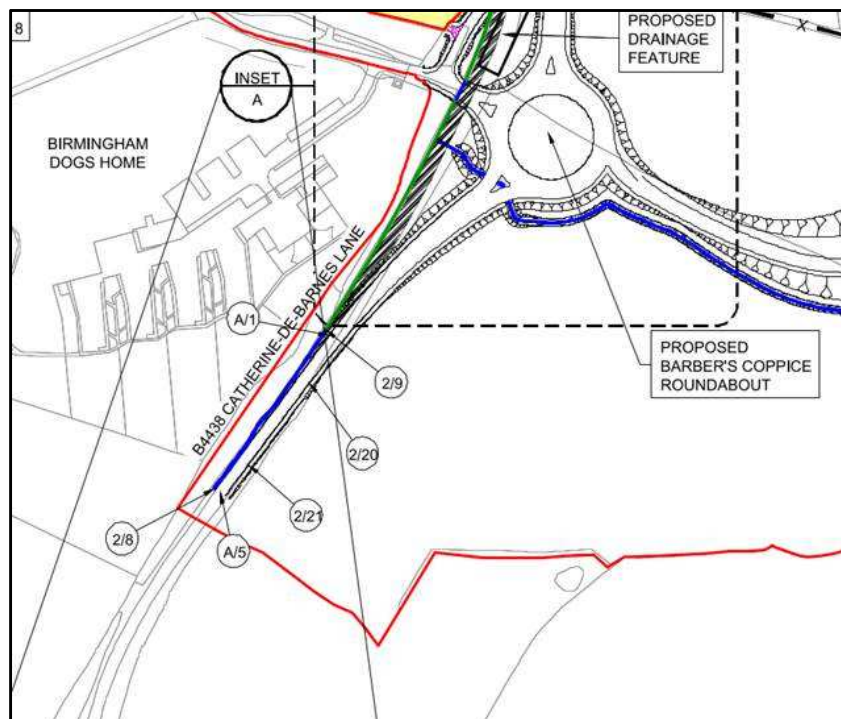 8
PROPOSED
DRAINAGE
FEATURE
X
INSET
A
BIRMINGHAM
DOGS HOME
B4438 CATHERINE-DE-BARNES LANE
A/1
2/9
PROPOSED
BARBER'S COPPICE
ROUNDABOUT
2/20
2/21
2/8
A/5